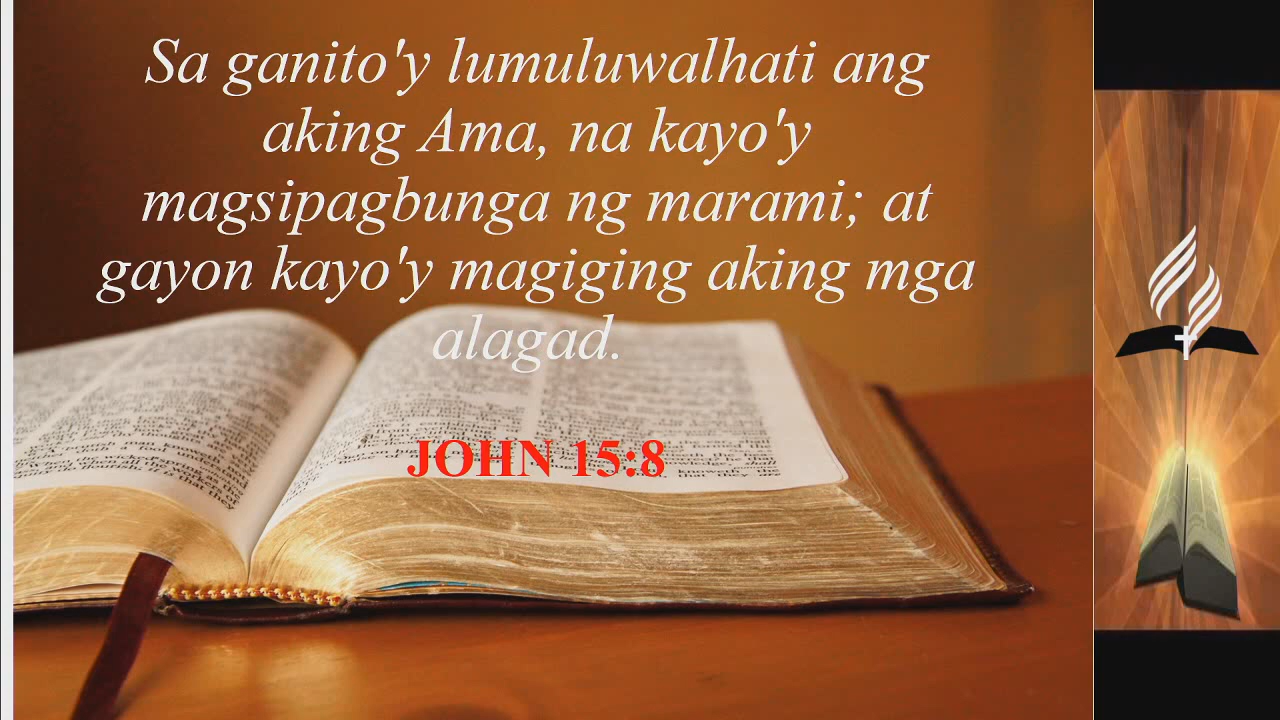 Sa ganito'y lumuluwalhati ang
aking Ama, na kayo'y
magsipagbunga ng marami; at
gayon kayo'y magiging aking mga
alagad.
JOHN 15:8